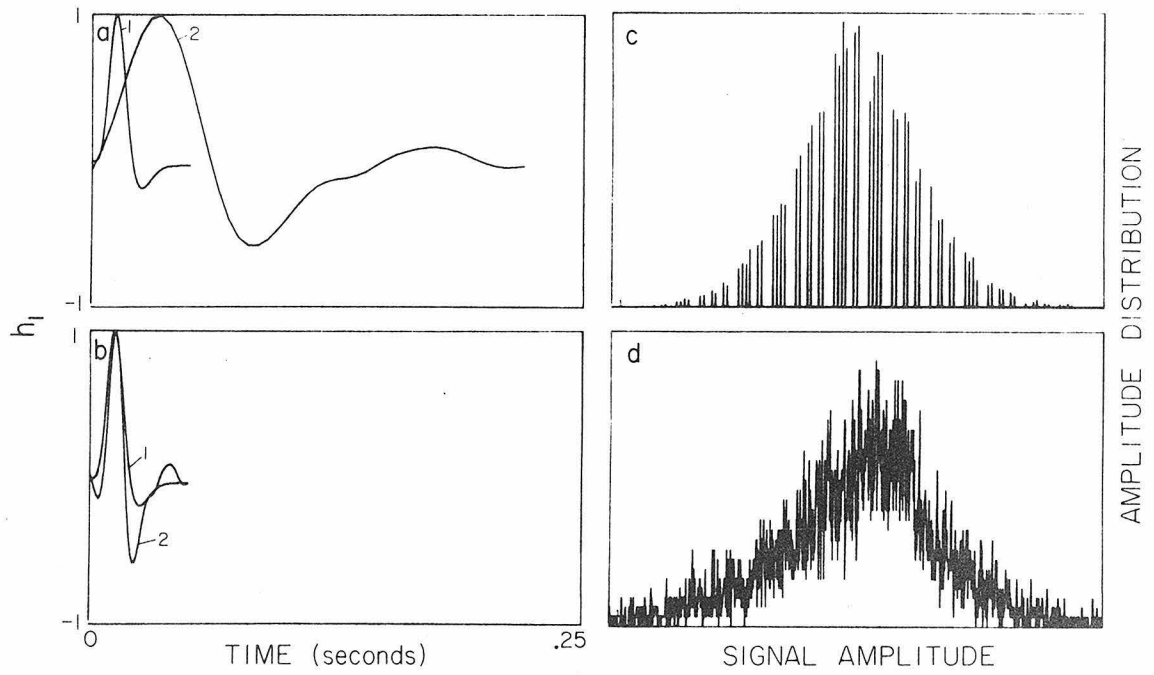 1
a
1
2
c
-1
h1
1
b
1
2
d
-1
0
.25
TIME (seconds)
SIGNAL AMPLITUDE
AMPLITUDE DISTRIBUTION